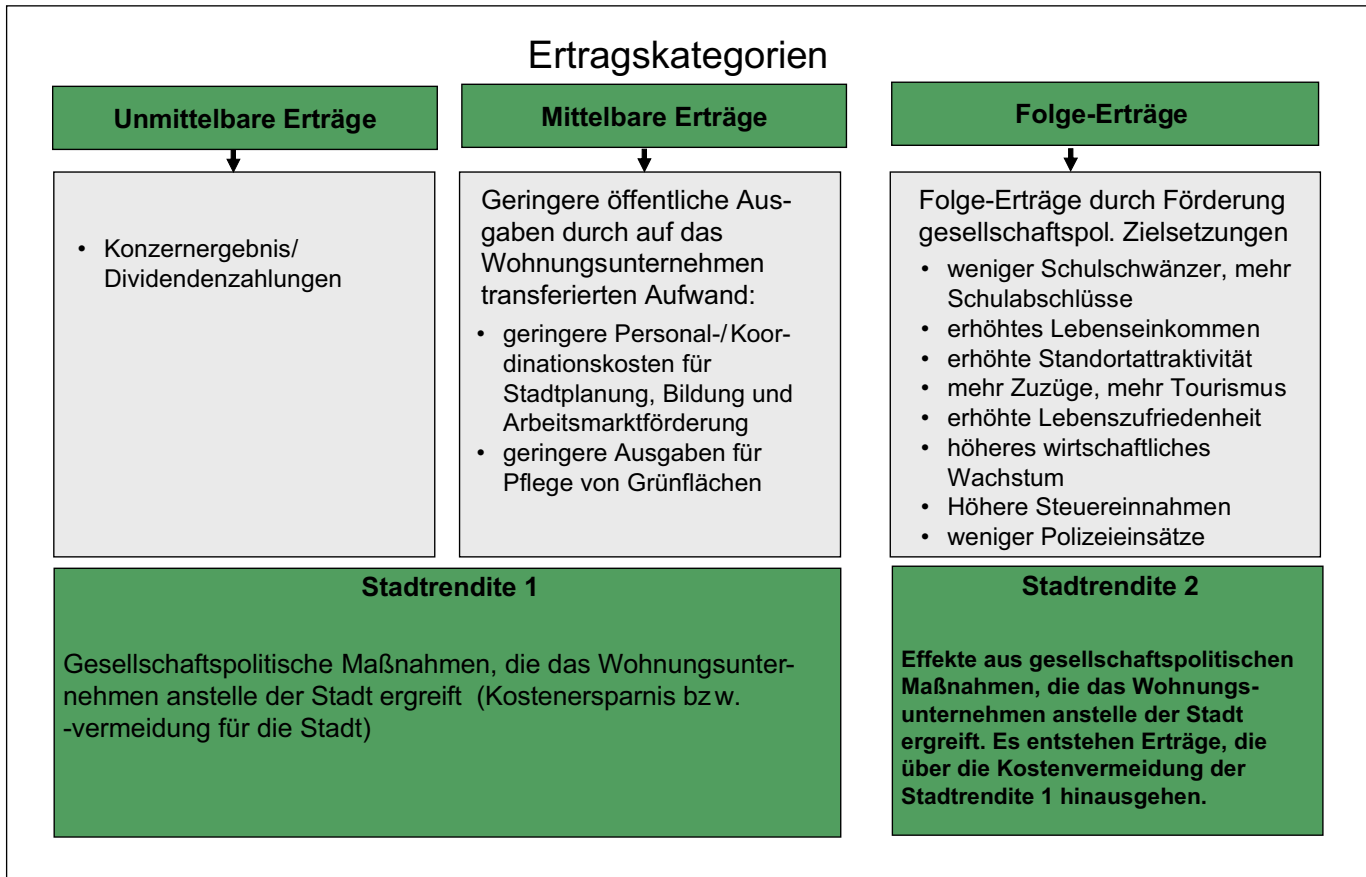 Ertragskategorien
Unmittelbare Erträge
Mittelbare Erträge
Folge-Erträge
• Konzernergebnis/
Dividendenzahlungen
Geringere öffentliche Aus-
gaben durch auf das
Wohnungsunternehmen
transferierten Aufwand:
• geringere Personal-/Koor-
dinationskosten für
Stadtplanung, Bildung und
Arbeitsmarktförderung
• geringere Ausgaben für
Pflege von Grünflächen
Folge-Erträge durch Förderung
gesellschaftspol. Zielsetzungen
• weniger Schulschwänzer, mehr
Schulabschlüsse
• erhöhtes Lebenseinkommen
• erhöhte Standortattraktivität
• mehr Zuzüge, mehr Tourismus
• erhöhte Lebenszufriedenheit
• höheres wirtschaftliches
Wachstum
• Höhere Steuereinnahmen
• weniger Polizeieinsätze
Stadtrendite 1
Gesellschaftspolitische Maßnahmen, die das Wohnungsunter-
nehmen anstelle der Stadt ergreift (Kostenersparnis bzw.
-vermeidung für die Stadt)
Stadtrendite 2
Effekte aus gesellschaftspolitischen
Maßnahmen, die das Wohnungs-
unternehmen anstelle der Stadt
ergreift. Es entstehen Erträge, die
über die Kostenvermeidung der
Stadtrendite 1 hinausgehen.